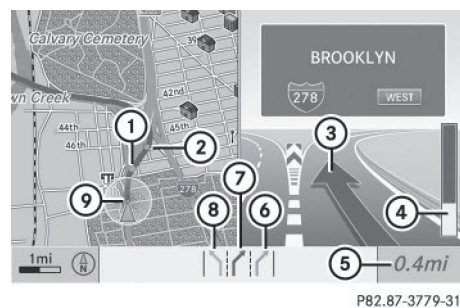 Calvary Cemetery
39
BROOKLYN
wn Creek
42nd
278
WEST
44th
45th
46th
1
2
3
278
9
8
7
6
4
1mi
N
5
0.4mi
P82.87-3779-31